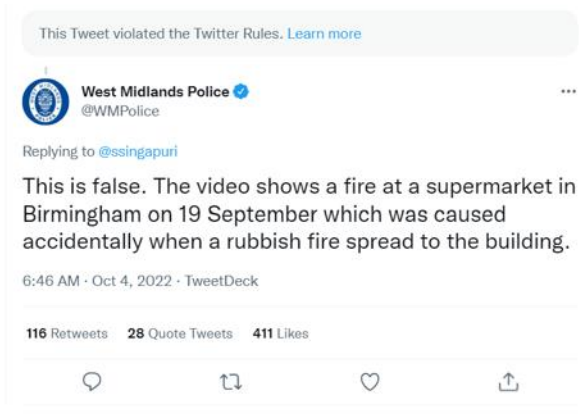 This Tweet violated the Twitter Rules. Learn more
West Midlands Police
@WMPolice
Replying to @ssingapuri
This is false. The video shows a fire at a supermarket in
Birmingham on 19 September which was caused
accidentally when a rubbish fire spread to the building.
6:46 AM · Oct 4, 2022 · TweetDeck
116 Retweets 28 Quote Tweets 411 Likes